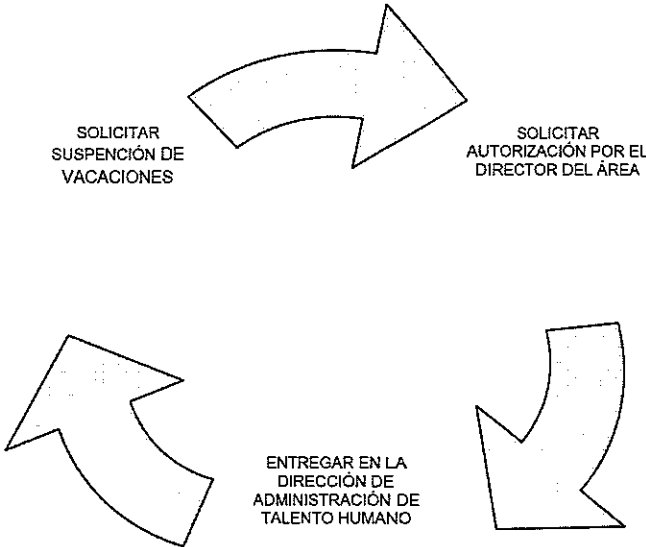 SOLICITAR
SUSPENCIÓN DE
VACACIONES
SOLICITAR
AUTORIZACIÓN POR EL
DIRECTOR DEL ÁREA
ENTREGAR EN LA
DIRECCIÓN DE
ADMINISTRACIÓN DE
TALENTO HUMANO